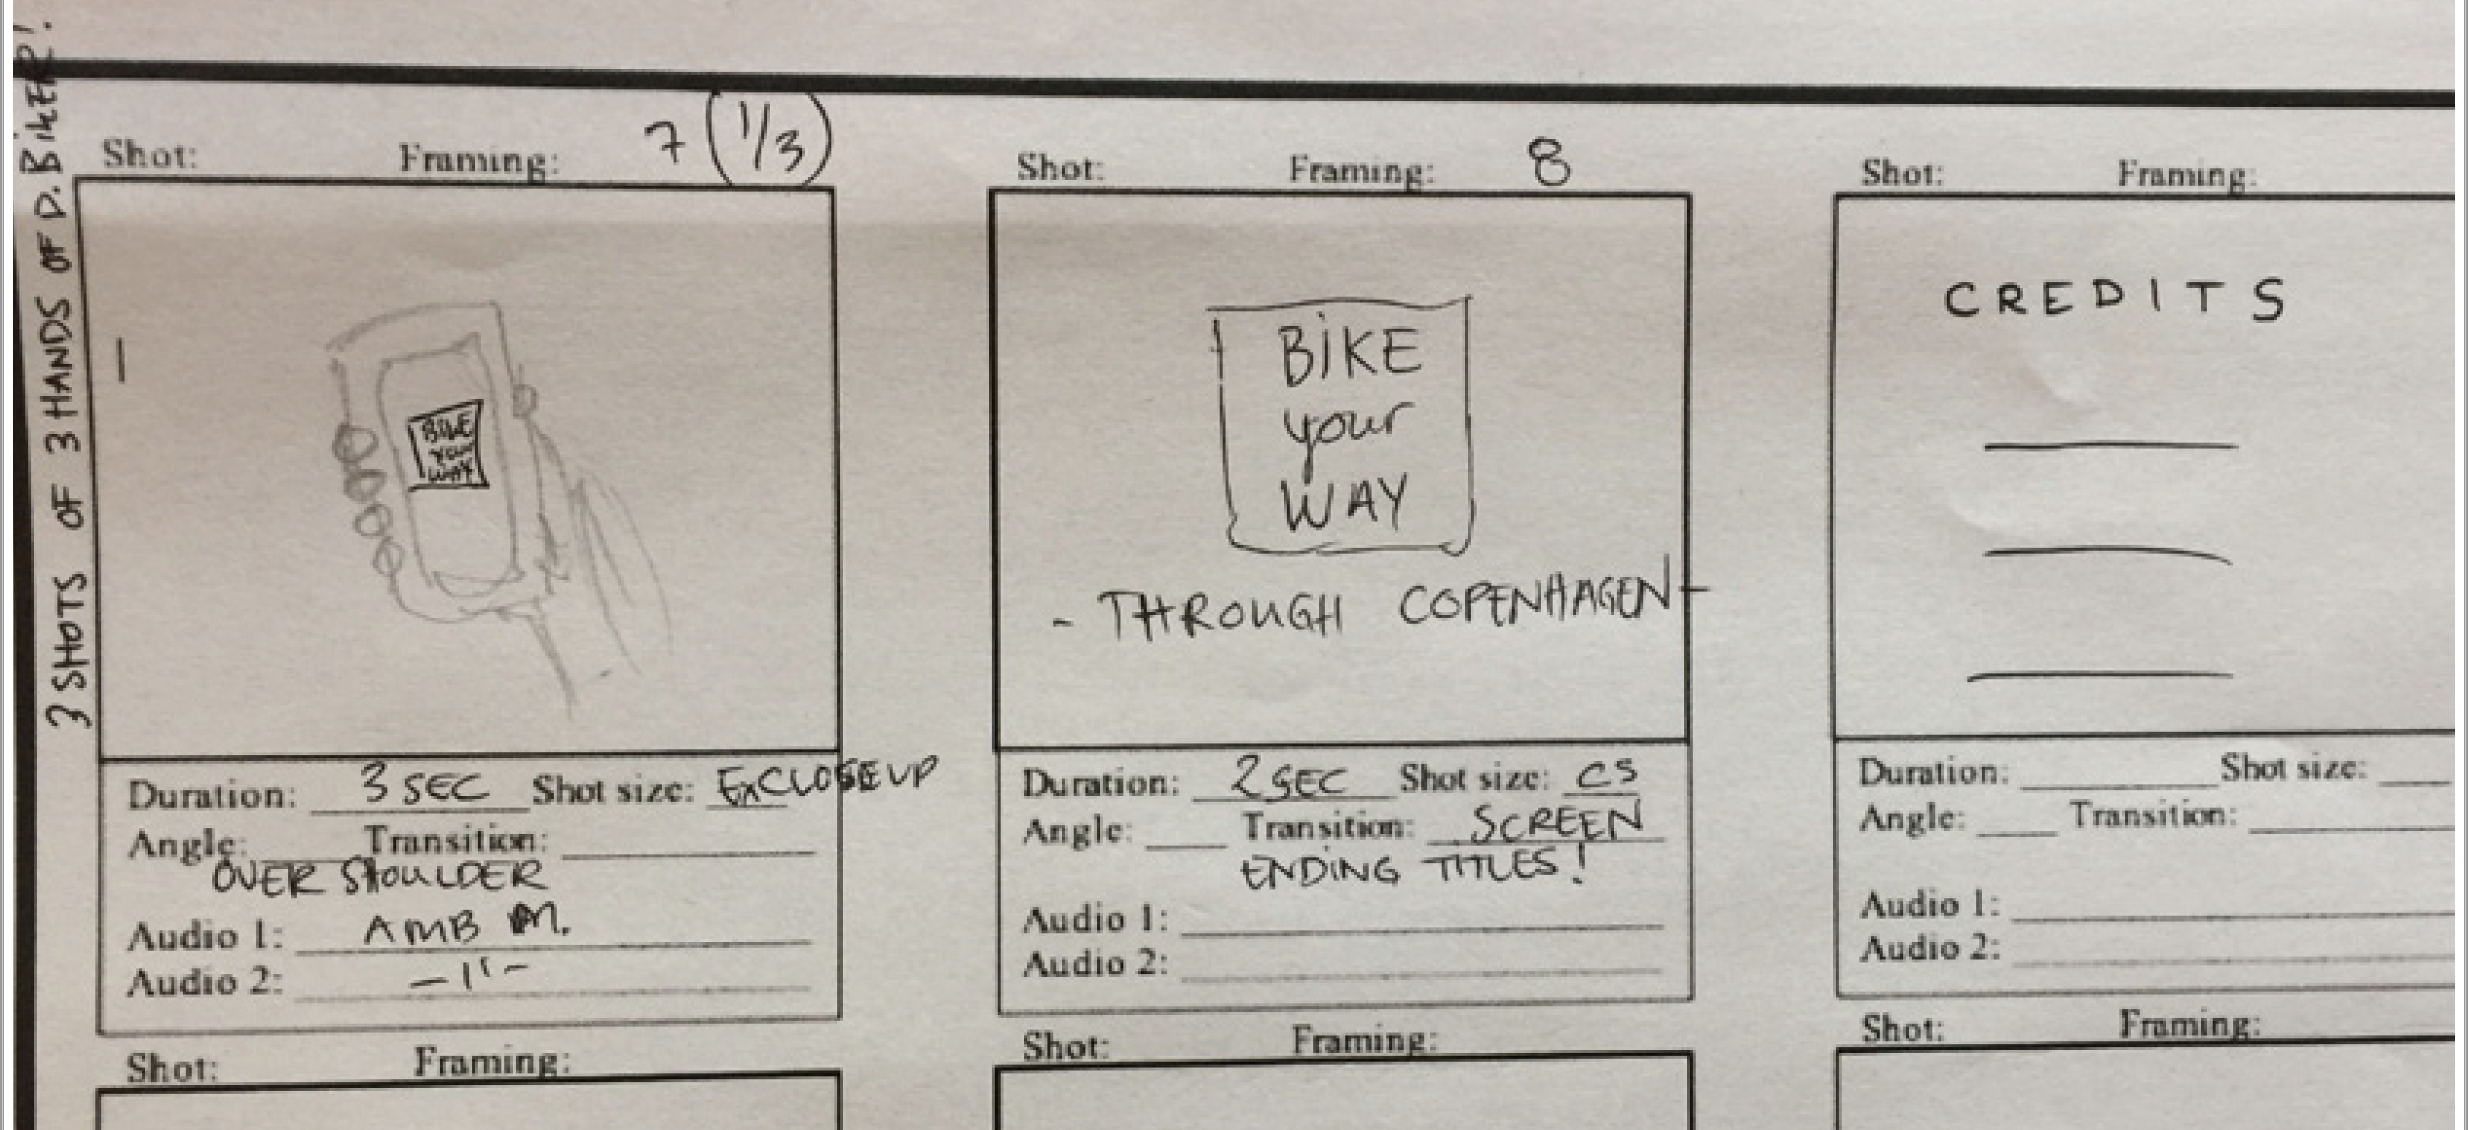 3 SHOTS OF 3 HANDS OF D. BiKER!
Shot: Framing: 7 (1/3)
BIKE
YOUR
WAY
Duration: 3 SEC Shot size: ExCLOSEUP
Angle: Transition:
OVER SHOULDER
Audio 1: AMB M.
Audio 2: -11-
Shot: Framing: 8
BiKE
your
WAY
- THROUGH COPENHAGEN -
Duration: 2 SEC Shot size: CS
Angle: Transition: SCREEN
ENDING TITLES!
Audio 1:
Audio 2:
Shot: Framing:
CREDITS
Duration: Shot size:
Angle: Transition:
Audio 1:
Audio 2:
Shot: Framing:
Shot: Framing:
Shot: Framing: